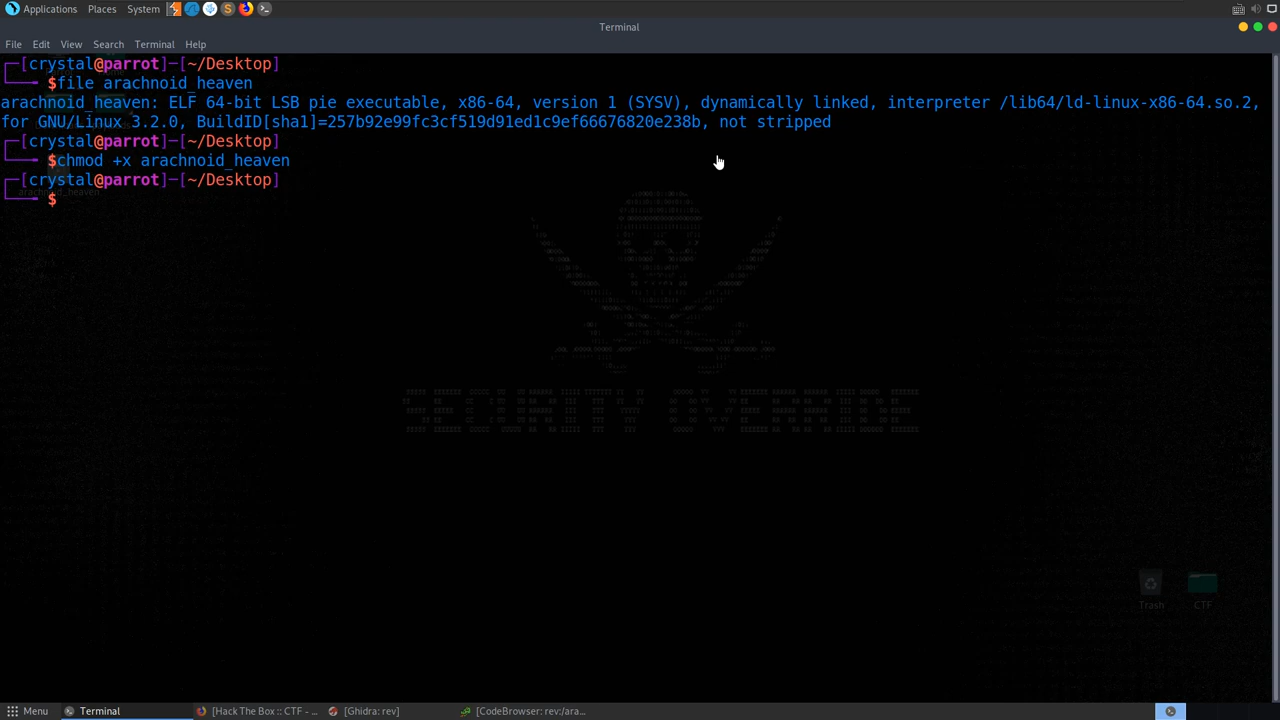 Applications Places System
Terminal
File Edit View Search Terminal Help
┌─[crystal@parrot]─[~/Desktop]
└──╼ $file arachnoid_heaven
arachnoid_heaven: ELF 64-bit LSB pie executable, x86-64, version 1 (SYSV), dynamically linked, interpreter /lib64/ld-linux-x86-64.so.2,
for GNU/Linux 3.2.0, BuildID[sha1]=257b92e99fc3cf519d91ed1c9ef66676820e238b, not stripped
┌─[crystal@parrot]─[~/Desktop]
└──╼ $chmod +x arachnoid_heaven
┌─[crystal@parrot]─[~/Desktop]
arachnoid_heaven
└──╼ $
Trash CTF
Menu Terminal [Hack The Box :: CTF - ... [Ghidra: rev] [CodeBrowser: rev:/ara...